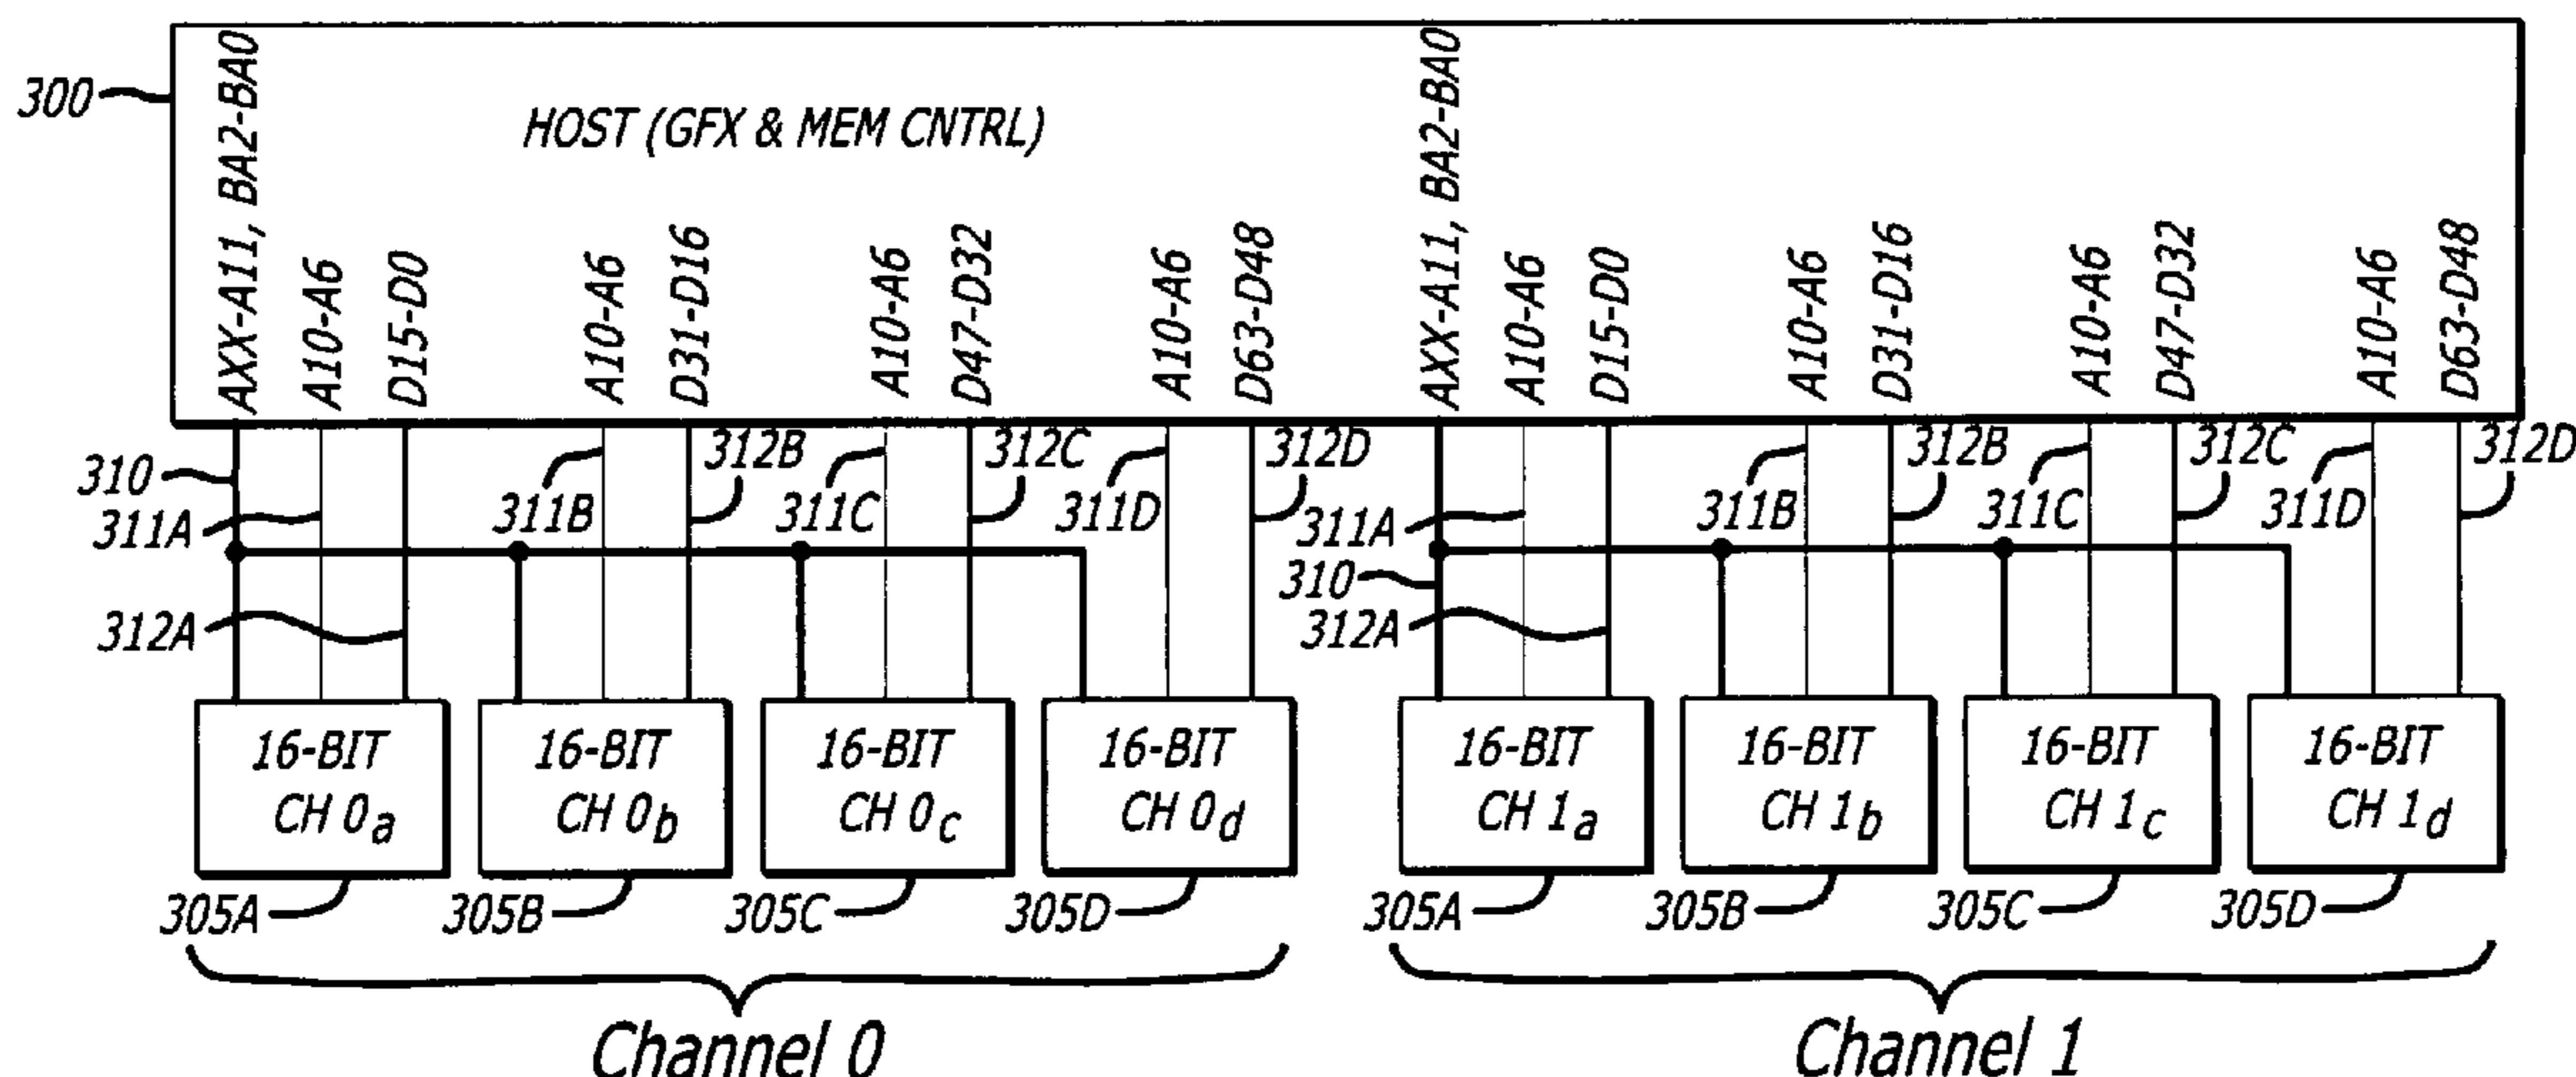 300
HOST (GFX & MEM CNTRL)
AXX-A11, BA2-BA0
A10-A6
D15-D0
A10-A6
D31-D16
A10-A6
D47-D32
A10-A6
D63-D48
AXX-A11, BA2-BA0
A10-A6
D15-D0
A10-A6
D31-D16
A10-A6
D47-D32
A10-A6
D63-D48
310
311A
312A
311B
312B
311C
312C
311D
312D
311A
310
312A
311B
312B
311C
312C
311D
312D
16-BIT
CH 0a
16-BIT
CH 0b
16-BIT
CH 0c
16-BIT
CH 0d
16-BIT
CH 1a
16-BIT
CH 1b
16-BIT
CH 1c
16-BIT
CH 1d
305A
305B
305C
305D
305A
305B
305C
305D
Channel 0
Channel 1